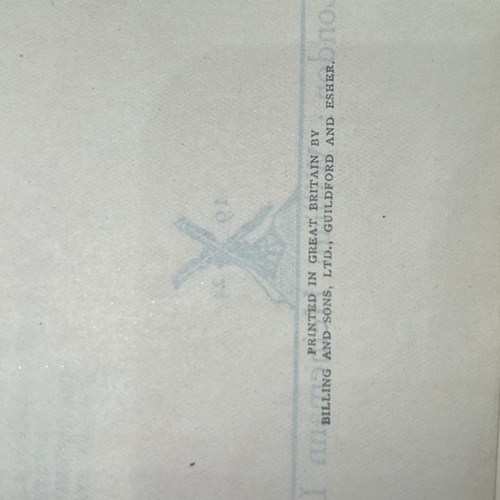 PRINTED IN GREAT BRITAIN BY
BILLING AND SONS, LTD., GUILDFORD AND ESHER.